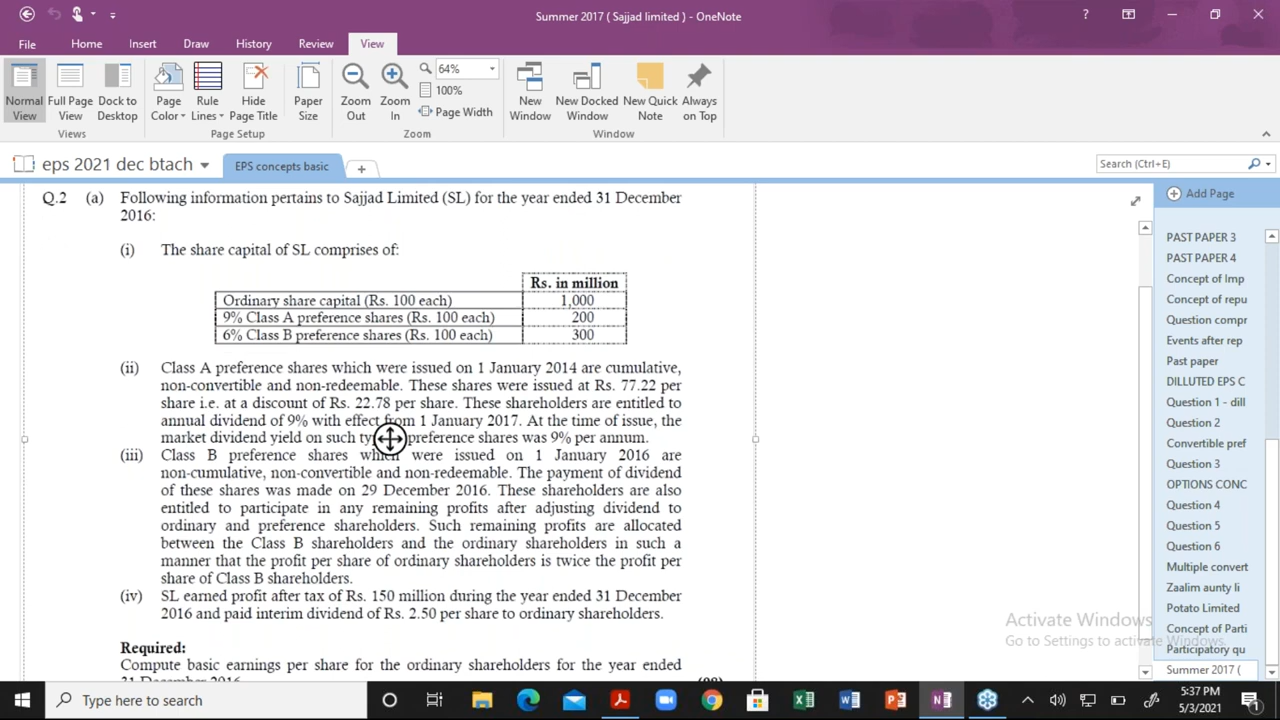 Summer 2017 ( Sajjad limited ) - OneNote
?
File Home Insert Draw History Review View
64%
100%
Page Width
Normal View
Full Page View
Dock to Desktop
Page Color
Rule Lines
Hide Page Title
Paper Size
Zoom Out
Zoom In
New Window
New Docked Window
New Quick Note
Always on Top
Views Page Setup Zoom Window
eps 2021 dec btach
EPS concepts basic
Search (Ctrl+E)
Q.2 (a) Following information pertains to Sajjad Limited (SL) for the year ended 31 December
2016:
(i) The share capital of SL comprises of:
Rs. in million
Ordinary share capital (Rs. 100 each) 1,000
9% Class A preference shares (Rs. 100 each) 200
6% Class B preference shares (Rs. 100 each) 300
(ii) Class A preference shares which were issued on 1 January 2014 are cumulative,
non-convertible and non-redeemable. These shares were issued at Rs. 77.22 per
share i.e. at a discount of Rs. 22.78 per share. These shareholders are entitled to
annual dividend of 9% with effect from 1 January 2017. At the time of issue, the
market dividend yield on such preference shares was 9% per annum.
(iii) Class B preference shares which were issued on 1 January 2016 are
non-cumulative, non-convertible and non-redeemable. The payment of dividend
of these shares was made on 29 December 2016. These shareholders are also
entitled to participate in any remaining profits after adjusting dividend to
ordinary and preference shareholders. Such remaining profits are allocated
between the Class B shareholders and the ordinary shareholders in such a
manner that the profit per share of ordinary shareholders is twice the profit per
share of Class B shareholders.
(iv) SL earned profit after tax of Rs. 150 million during the year ended 31 December
2016 and paid interim dividend of Rs. 2.50 per share to ordinary shareholders.
Required:
Compute basic earnings per share for the ordinary shareholders for the year ended
31 December 2016
Add Page
PAST PAPER 3
PAST PAPER 4
Concept of Imp
Concept of repu
Question compr
Events after rep
Past paper
DILLUTED EPS C
Question 1 - dill
Question 2
Convertible pref
Question 3
OPTIONS CONC
Question 4
Question 5
Question 6
Multiple convert
Zaalim aunty li
Potato Limited
Concept of Parti
Participatory qu
Summer 2017 (
Activate Windows
Go to Settings to activate Windows.
Type here to search
5:37 PM
5/3/2021